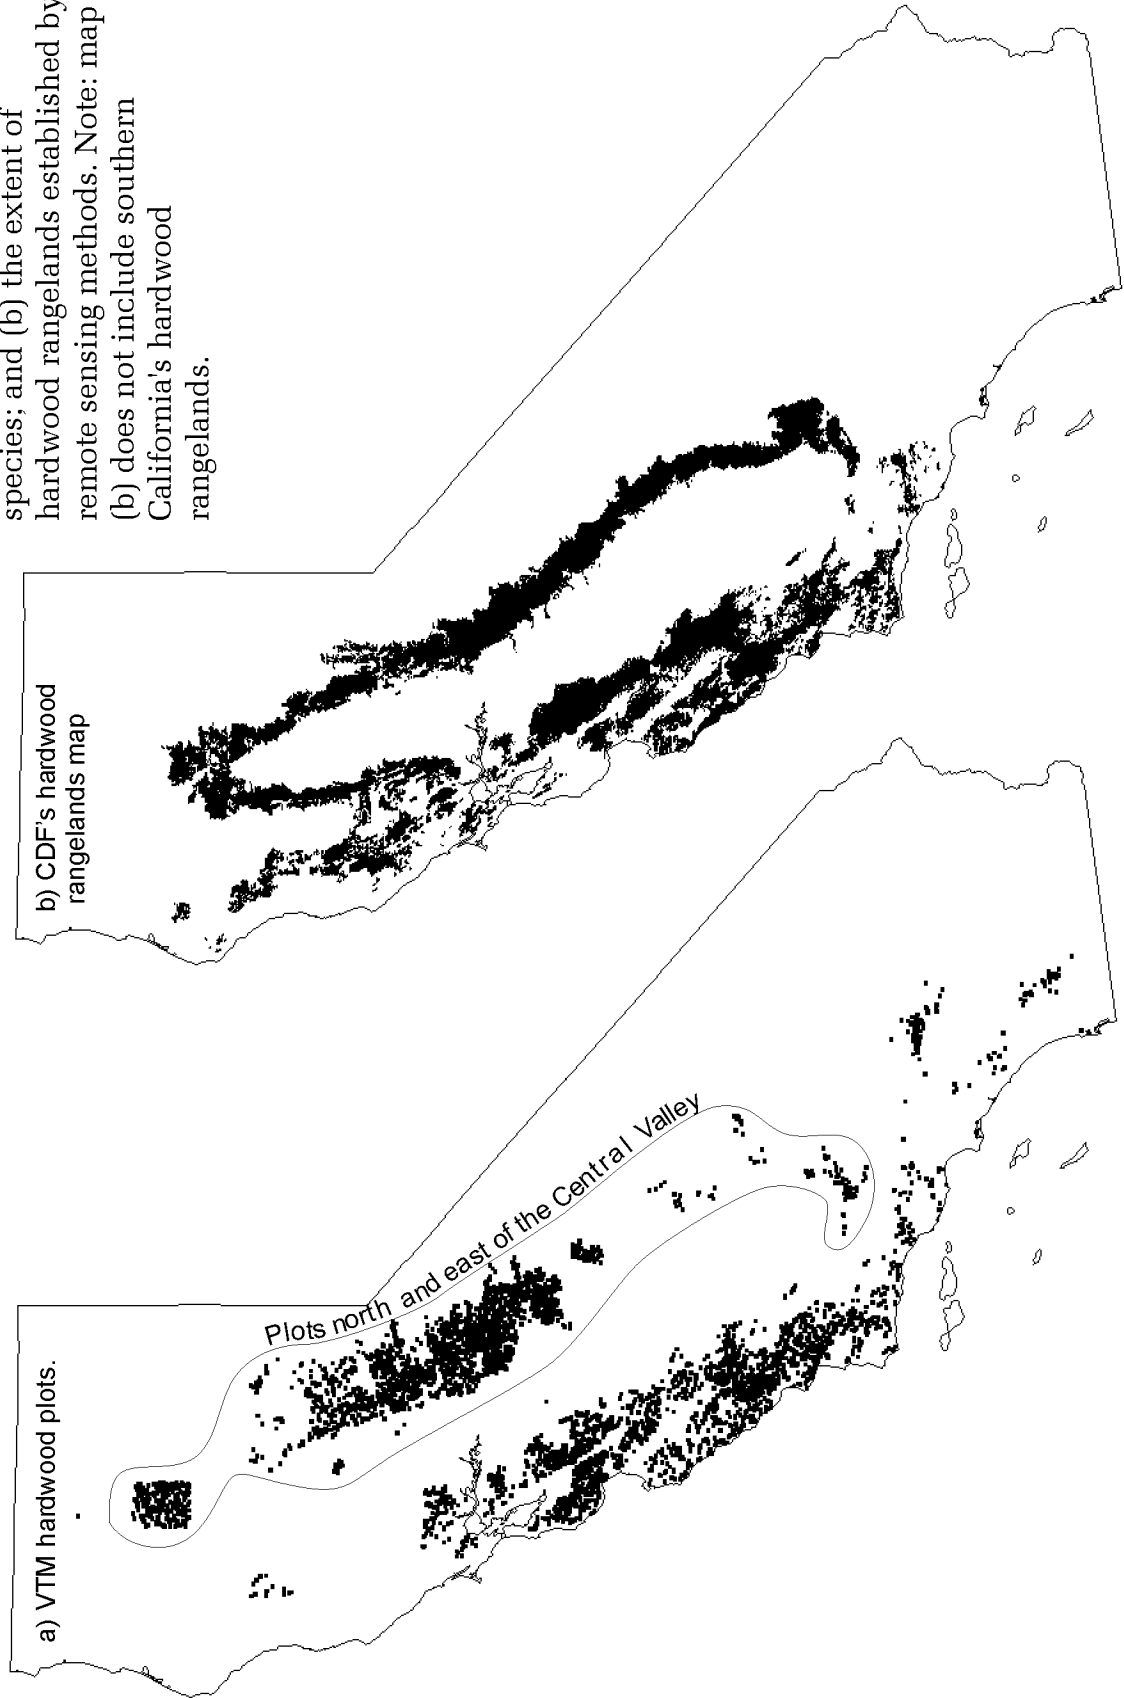 species; and (b) the extent of
hardwood rangelands established by
remote sensing methods. Note: map
(b) does not include southern
California's hardwood
rangelands.
b) CDF's hardwood
rangelands map
a) VTM hardwood plots.
Plots north and east of the Central Valley